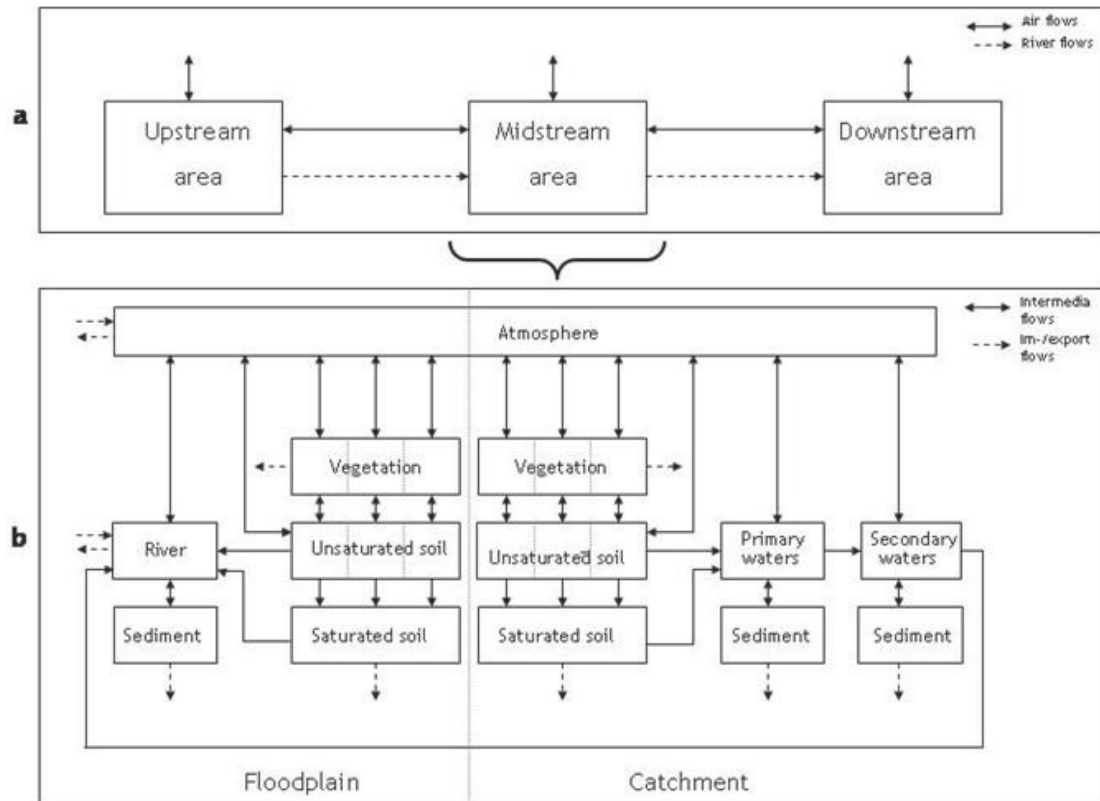 a
Air flows
River flows
Upstream
area
Midstream
area
Downstream
area
b
Intermedia
flows
Im-/export
flows
Atmosphere
Vegetation
Vegetation
River
Unsaturated soil
Unsaturated soil
Primary
waters
Secondary
waters
Sediment
Saturated soil
Saturated soil
Sediment
Sediment
Floodplain
Catchment